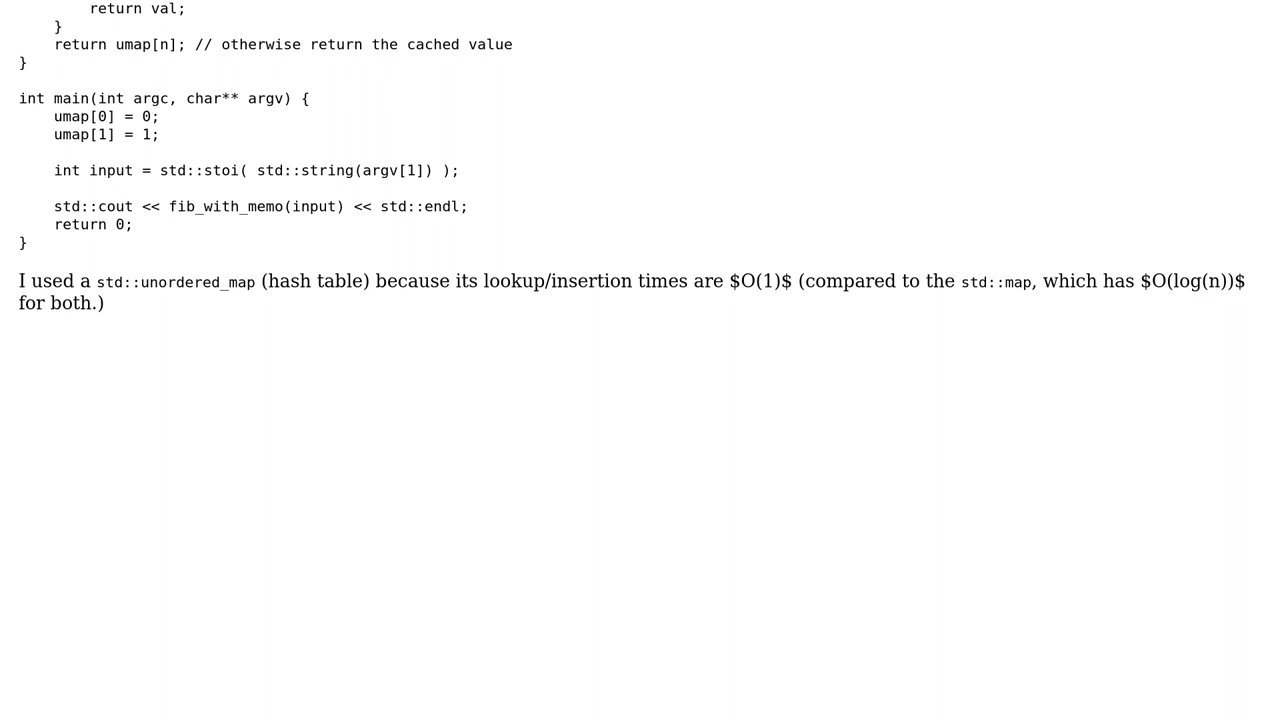 return val;
    }
    return umap[n]; // otherwise return the cached value
}
int main(int argc, char** argv) {
    umap[0] = 0;
    umap[1] = 1;
    int input = std::stoi( std::string(argv[1]) );
    std::cout << fib_with_memo(input) << std::endl;
    return 0;
}
I used a std::unordered_map (hash table) because its lookup/insertion times are $O(1)$ (compared to the std::map, which has $O(log(n))$
for both.)